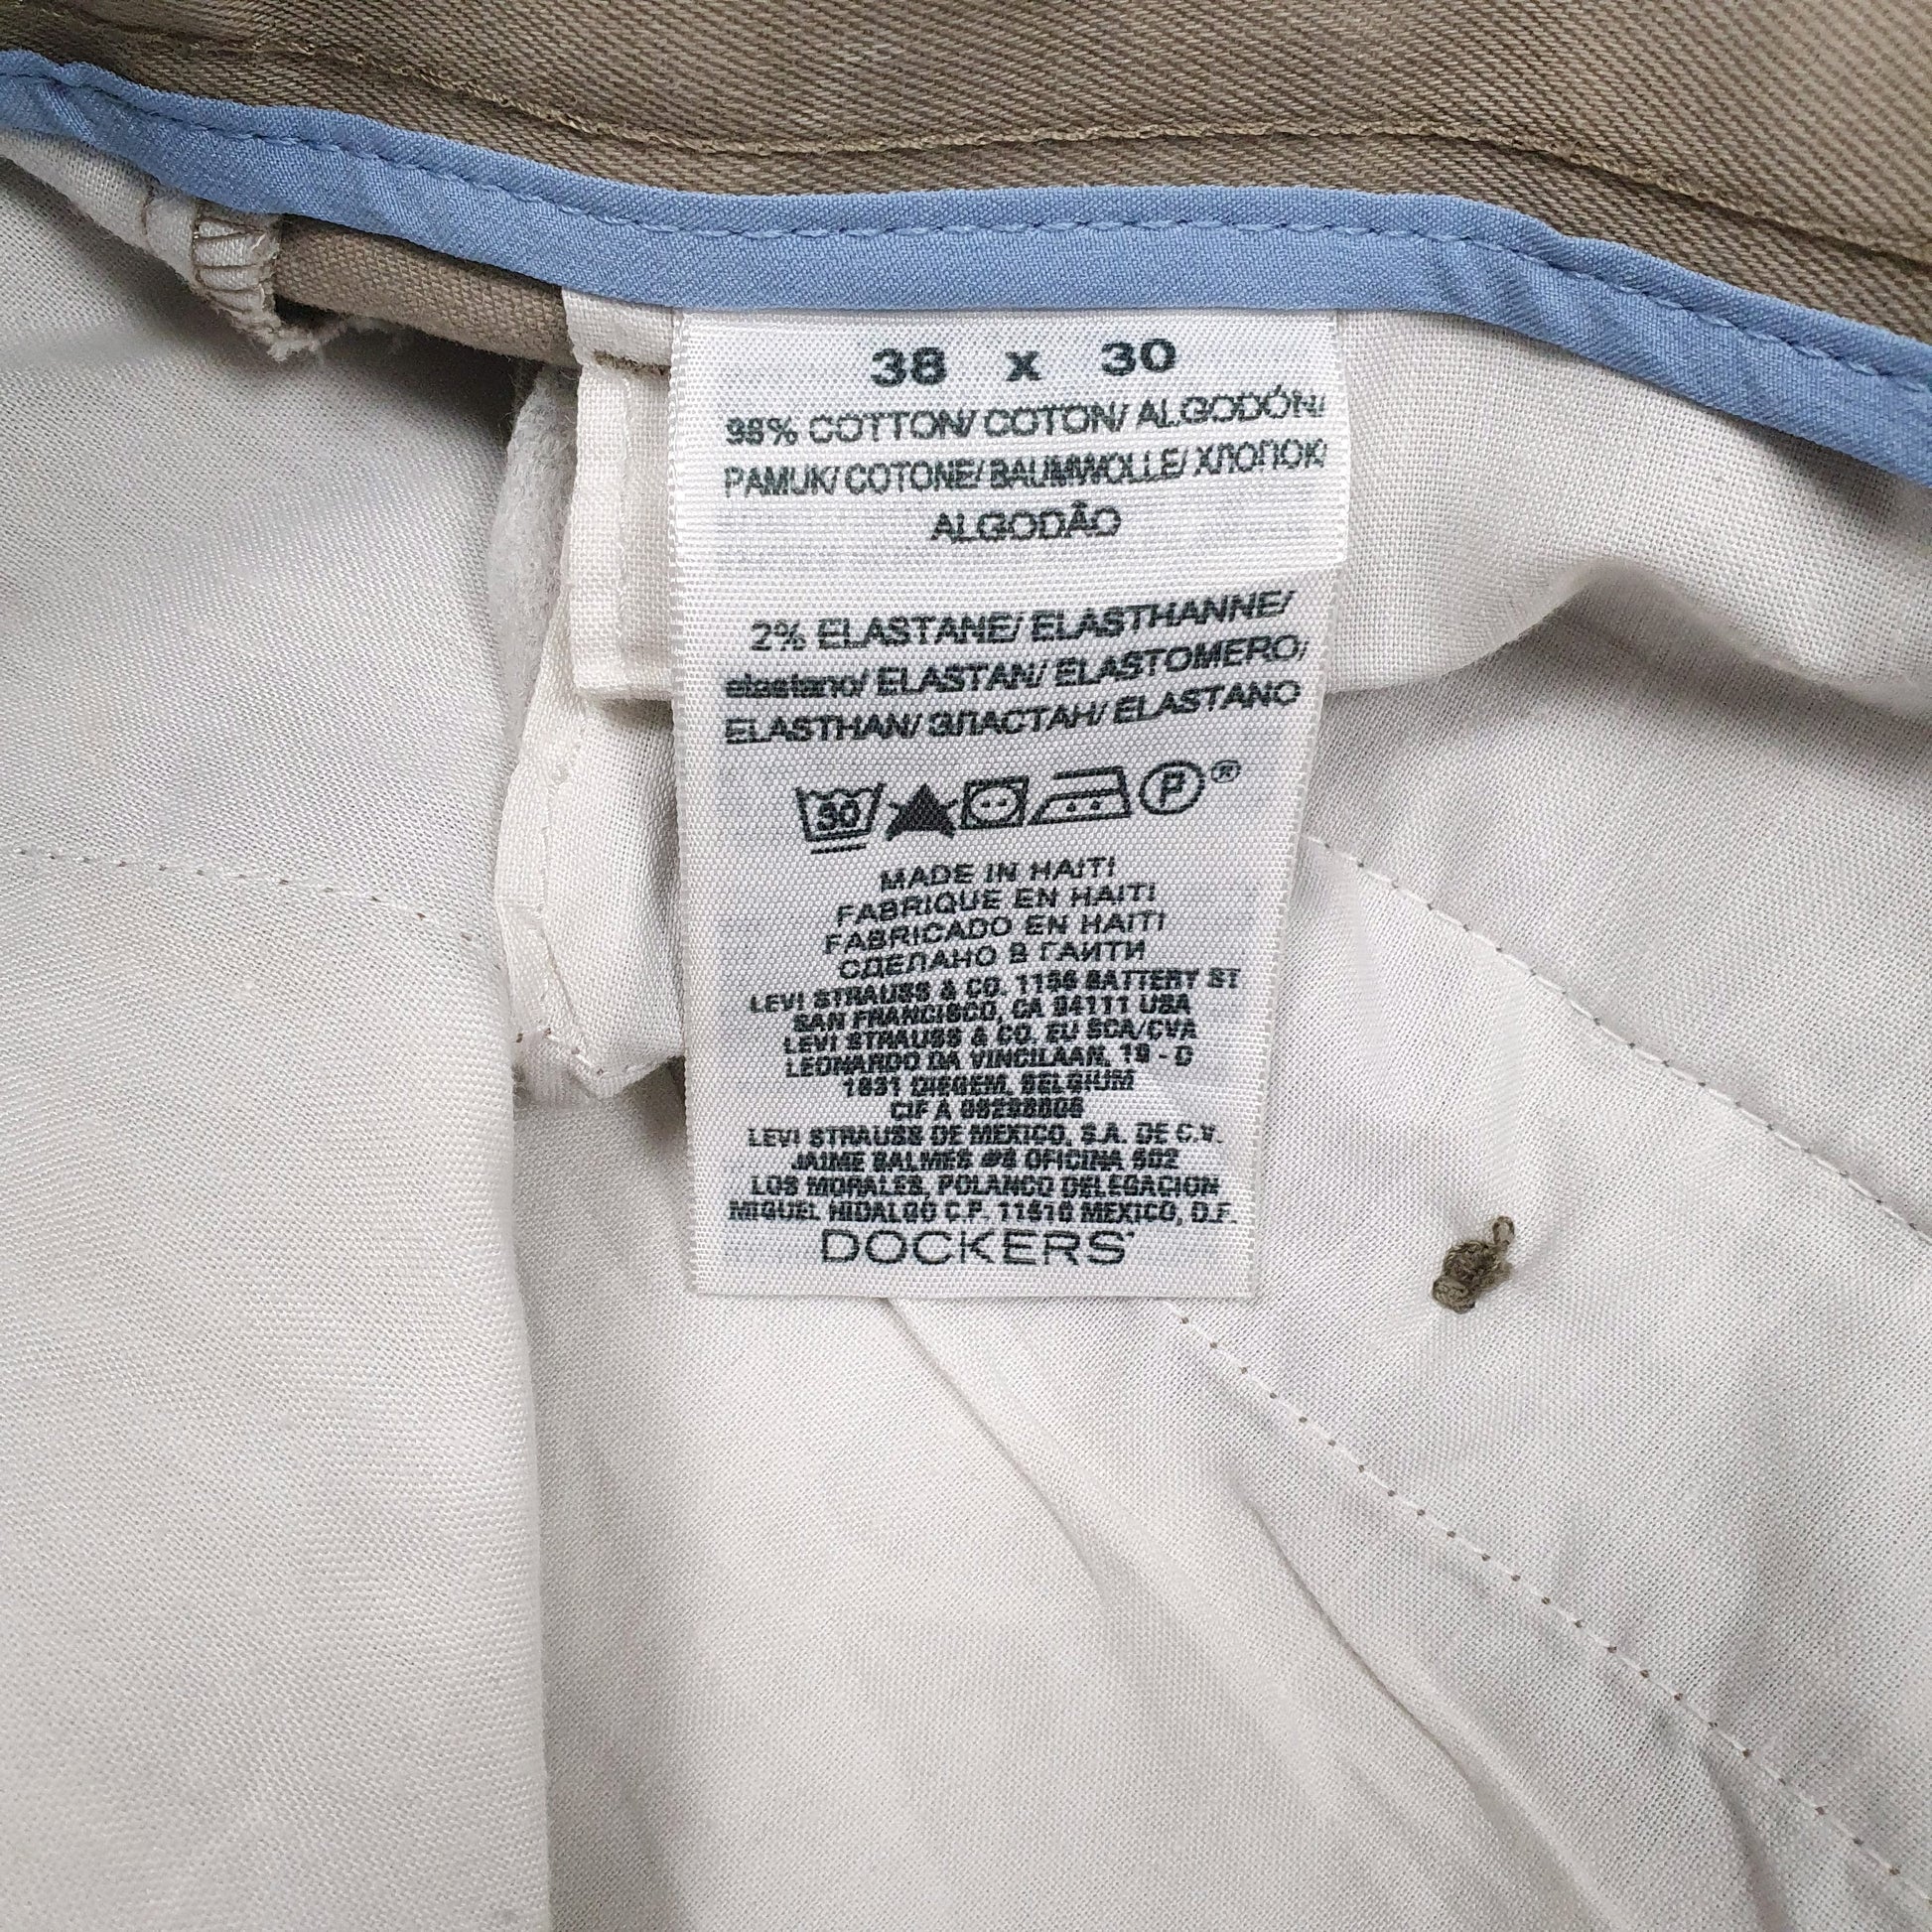 38 x 30
98% COTTON/ COTON/ ALGODÓN/
PAMUK/ COTONE/ BAUMWOLLE/ ХЛОПОК/
ALGODÃO
2% ELASTANE/ ELASTHANNE/
elastano/ ELASTAN/ ELASTOMERO/
ELASTHAN/ ЭЛАСТАН/ ELASTANO
30 P®
MADE IN HAITI
FABRIQUE EN HAITI
FABRICADO EN HAITI
СДЕЛАНО В ГАИТИ
LEVI STRAUSS & CO. 1155 BATTERY ST
SAN FRANCISCO, CA 94111 USA
LEVI STRAUSS & CO. EU SCA/CVA
LEONARDO DA VINCILAAN, 19 - D
1831 DIEGEM, BELGIUM
CIF A
LEVI STRAUSS DE MEXICO, S.A. DE C.V.
JAIME BALMES #8 OFICINA 502
LOS MORALES, POLANCO DELEGACION
MIGUEL HIDALGO C.P. 11510 MEXICO, D.F.
DOCKERS